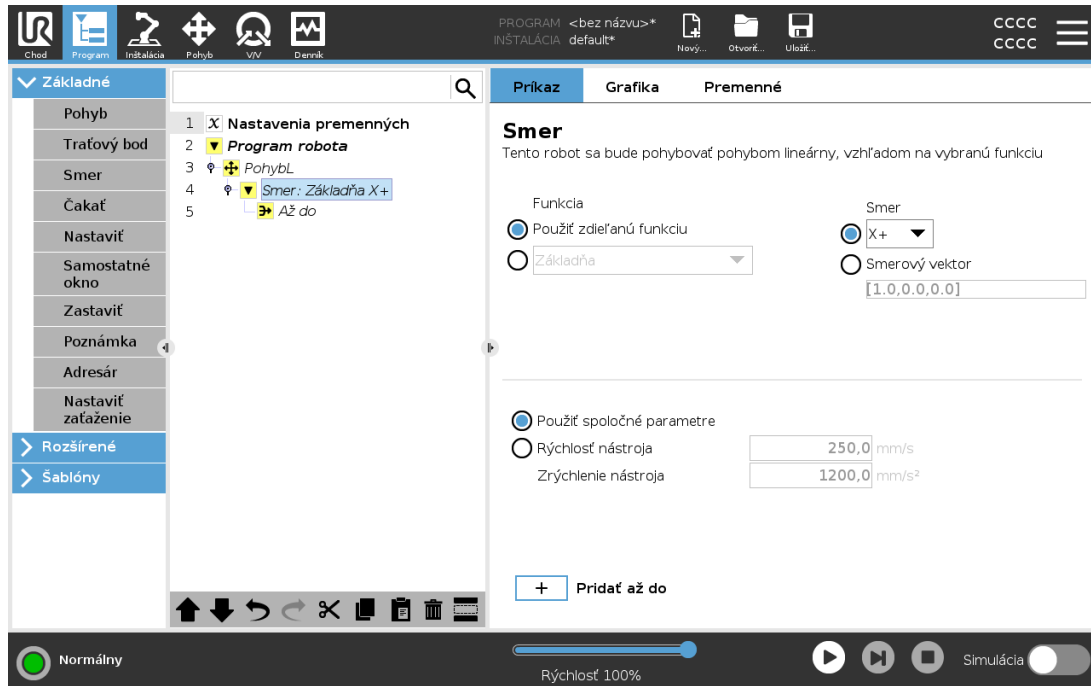 PROGRAM <bez názvu>*
INŠTALÁCIA default*
Chod
Program
Inštalácia
Pohyb
V/V
Denník
Nový...
Otvoriť...
Uložiť...
CCCC
CCCC
Základné
Pohyb
Traťový bod
Smer
Čakať
Nastaviť
Samostatné
okno
Zastaviť
Poznámka
Adresár
Nastaviť
zaťaženie
Rozšírené
Šablóny
1 X Nastavenia premenných
2 Program robota
3 PohybL
4 Smer: Základňa X+
5 Až do
Príkaz
Grafika
Premenné
Smer
Tento robot sa bude pohybovať pohybom lineárny, vzhľadom na vybranú funkciu
Funkcia
Použiť zdieľanú funkciu
Základňa
Smer
X+
Smerový vektor
[1.0,0.0,0.0]
Použiť spoločné parametre
Rýchlosť nástroja 250,0 mm/s
Zrýchlenie nástroja 1200,0 mm/s²
+ Pridať až do
Normálny
Rýchlosť 100%
Simulácia